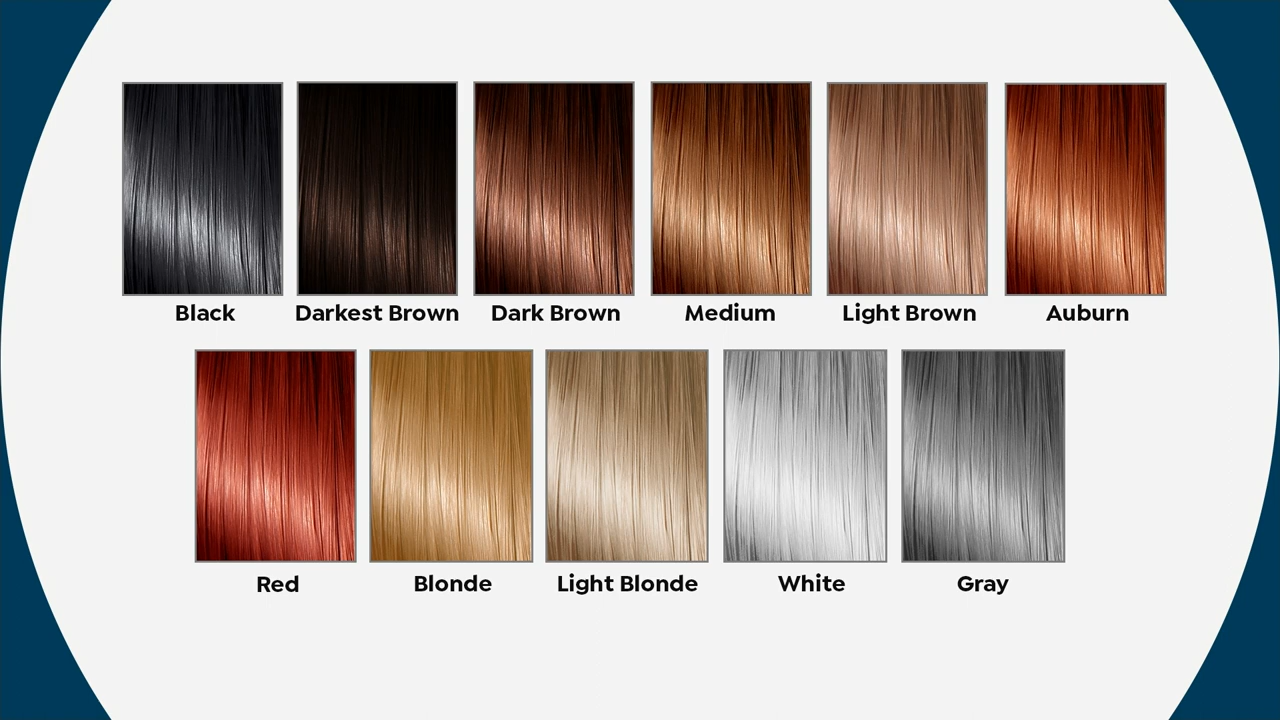 Black
Darkest Brown
Dark Brown
Medium
Light Brown
Auburn
Red
Blonde
Light Blonde
White
Gray